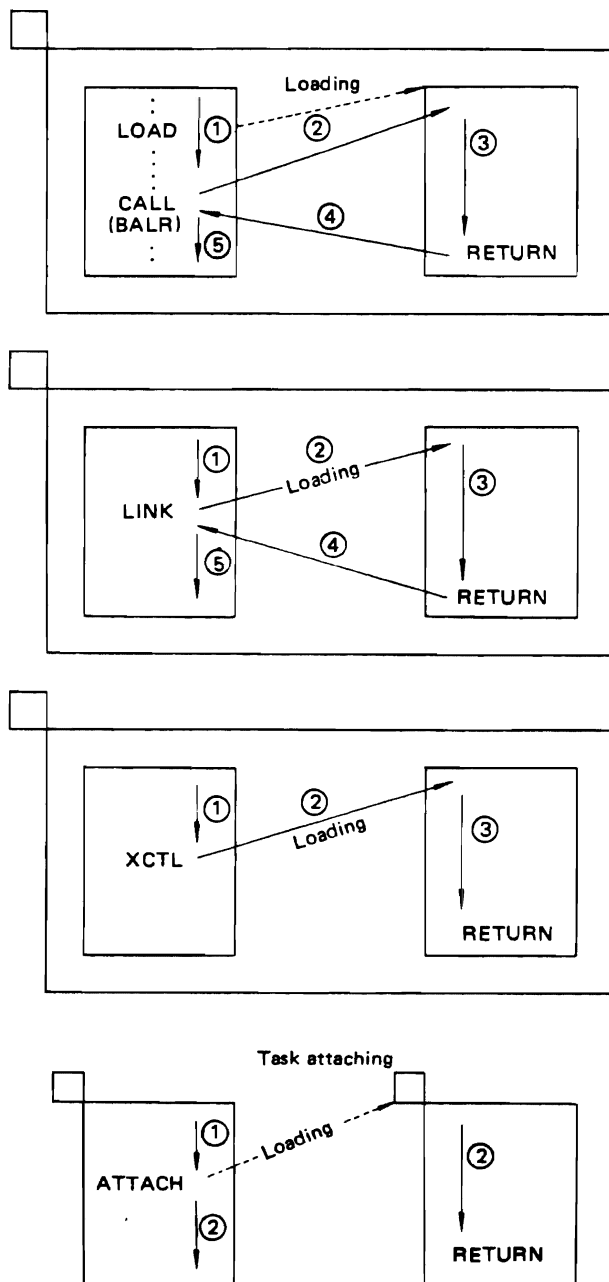 Loading
LOAD ① ②
③
CALL
(BALR) ④
⑤ RETURN
① ②
Loading
LINK ③
④
⑤
RETURN
① ②
Loading
XCTL ③
RETURN
Task attaching
①
Loading
ATTACH ②
②
RETURN